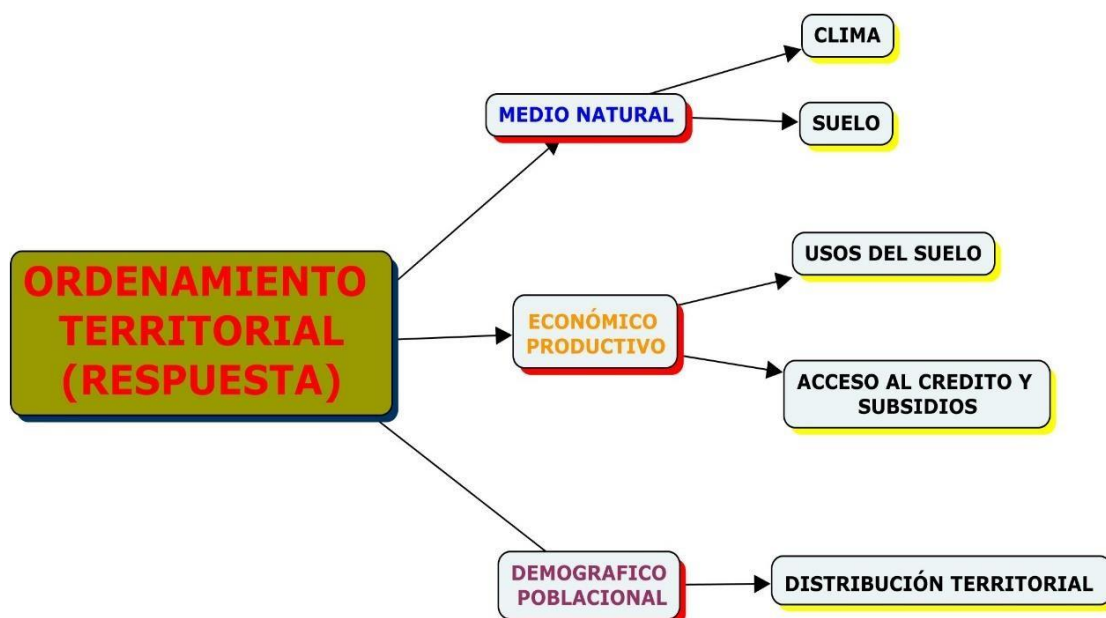 ORDENAMIENTO
TERRITORIAL
(RESPUESTA)
MEDIO NATURAL
CLIMA
SUELO
ECONÓMICO
PRODUCTIVO
USOS DEL SUELO
ACCESO AL CREDITO Y
SUBSIDIOS
DEMOGRAFICO
POBLACIONAL
DISTRIBUCIÓN TERRITORIAL